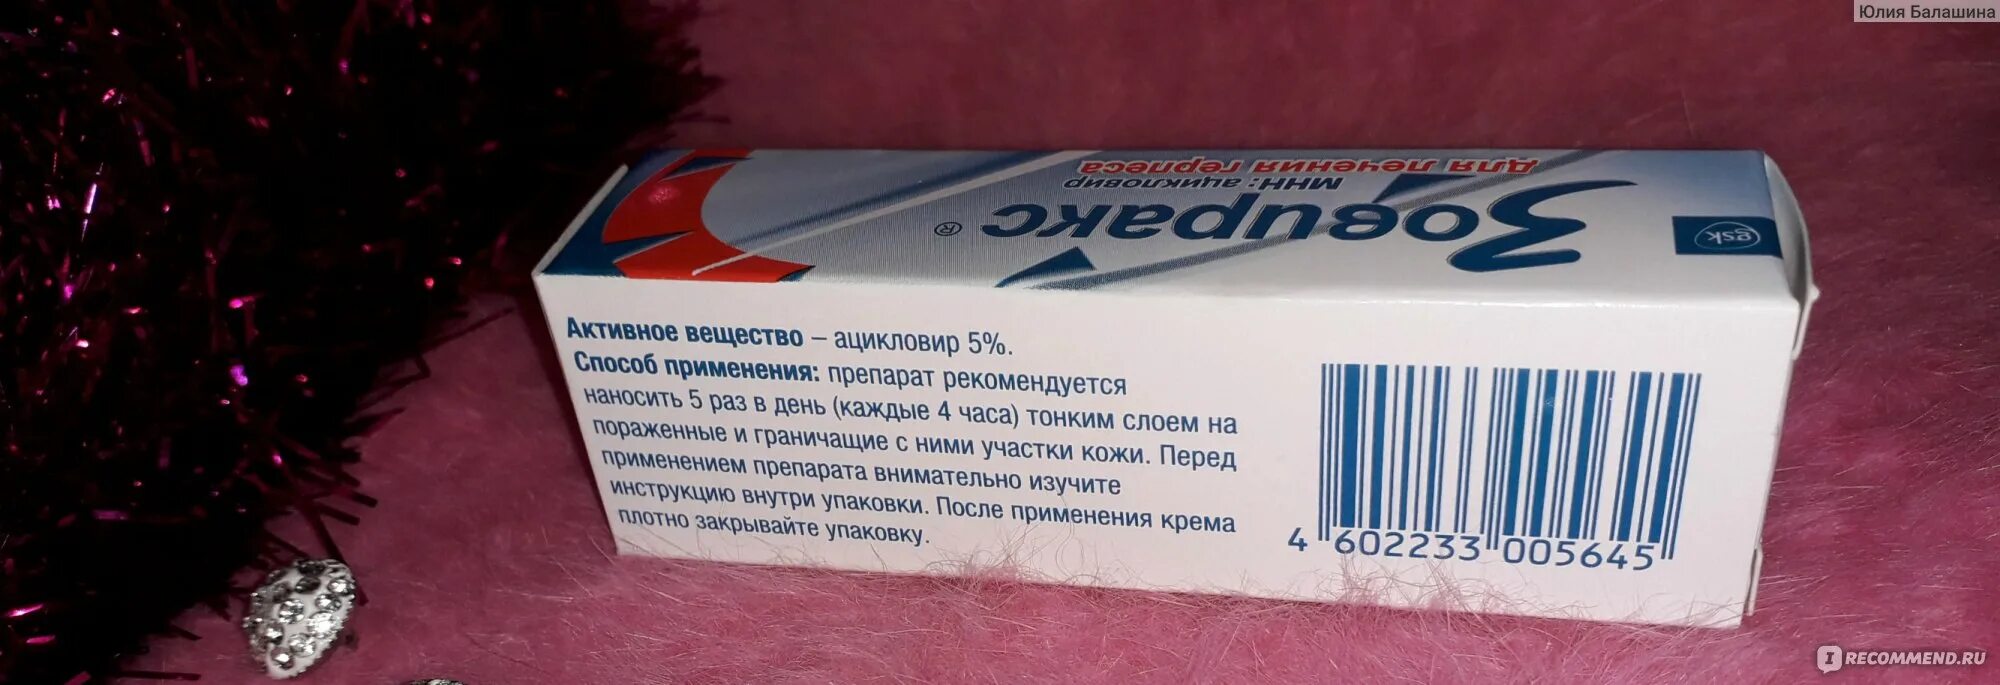 Юлия Балашина
для лечения герпеса
МНН: ацикловир
Зовиракс ®
gsk
Активное вещество – ацикловир 5%.
Способ применения: препарат рекомендуется
наносить 5 раз в день (каждые 4 часа) тонким слоем на
пораженные и граничащие с ними участки кожи. Перед
применением препарата внимательно изучите
инструкцию внутри упаковки. После применения крема
плотно закрывайте упаковку.
4 602233 005645
IRECOMMEND.RU